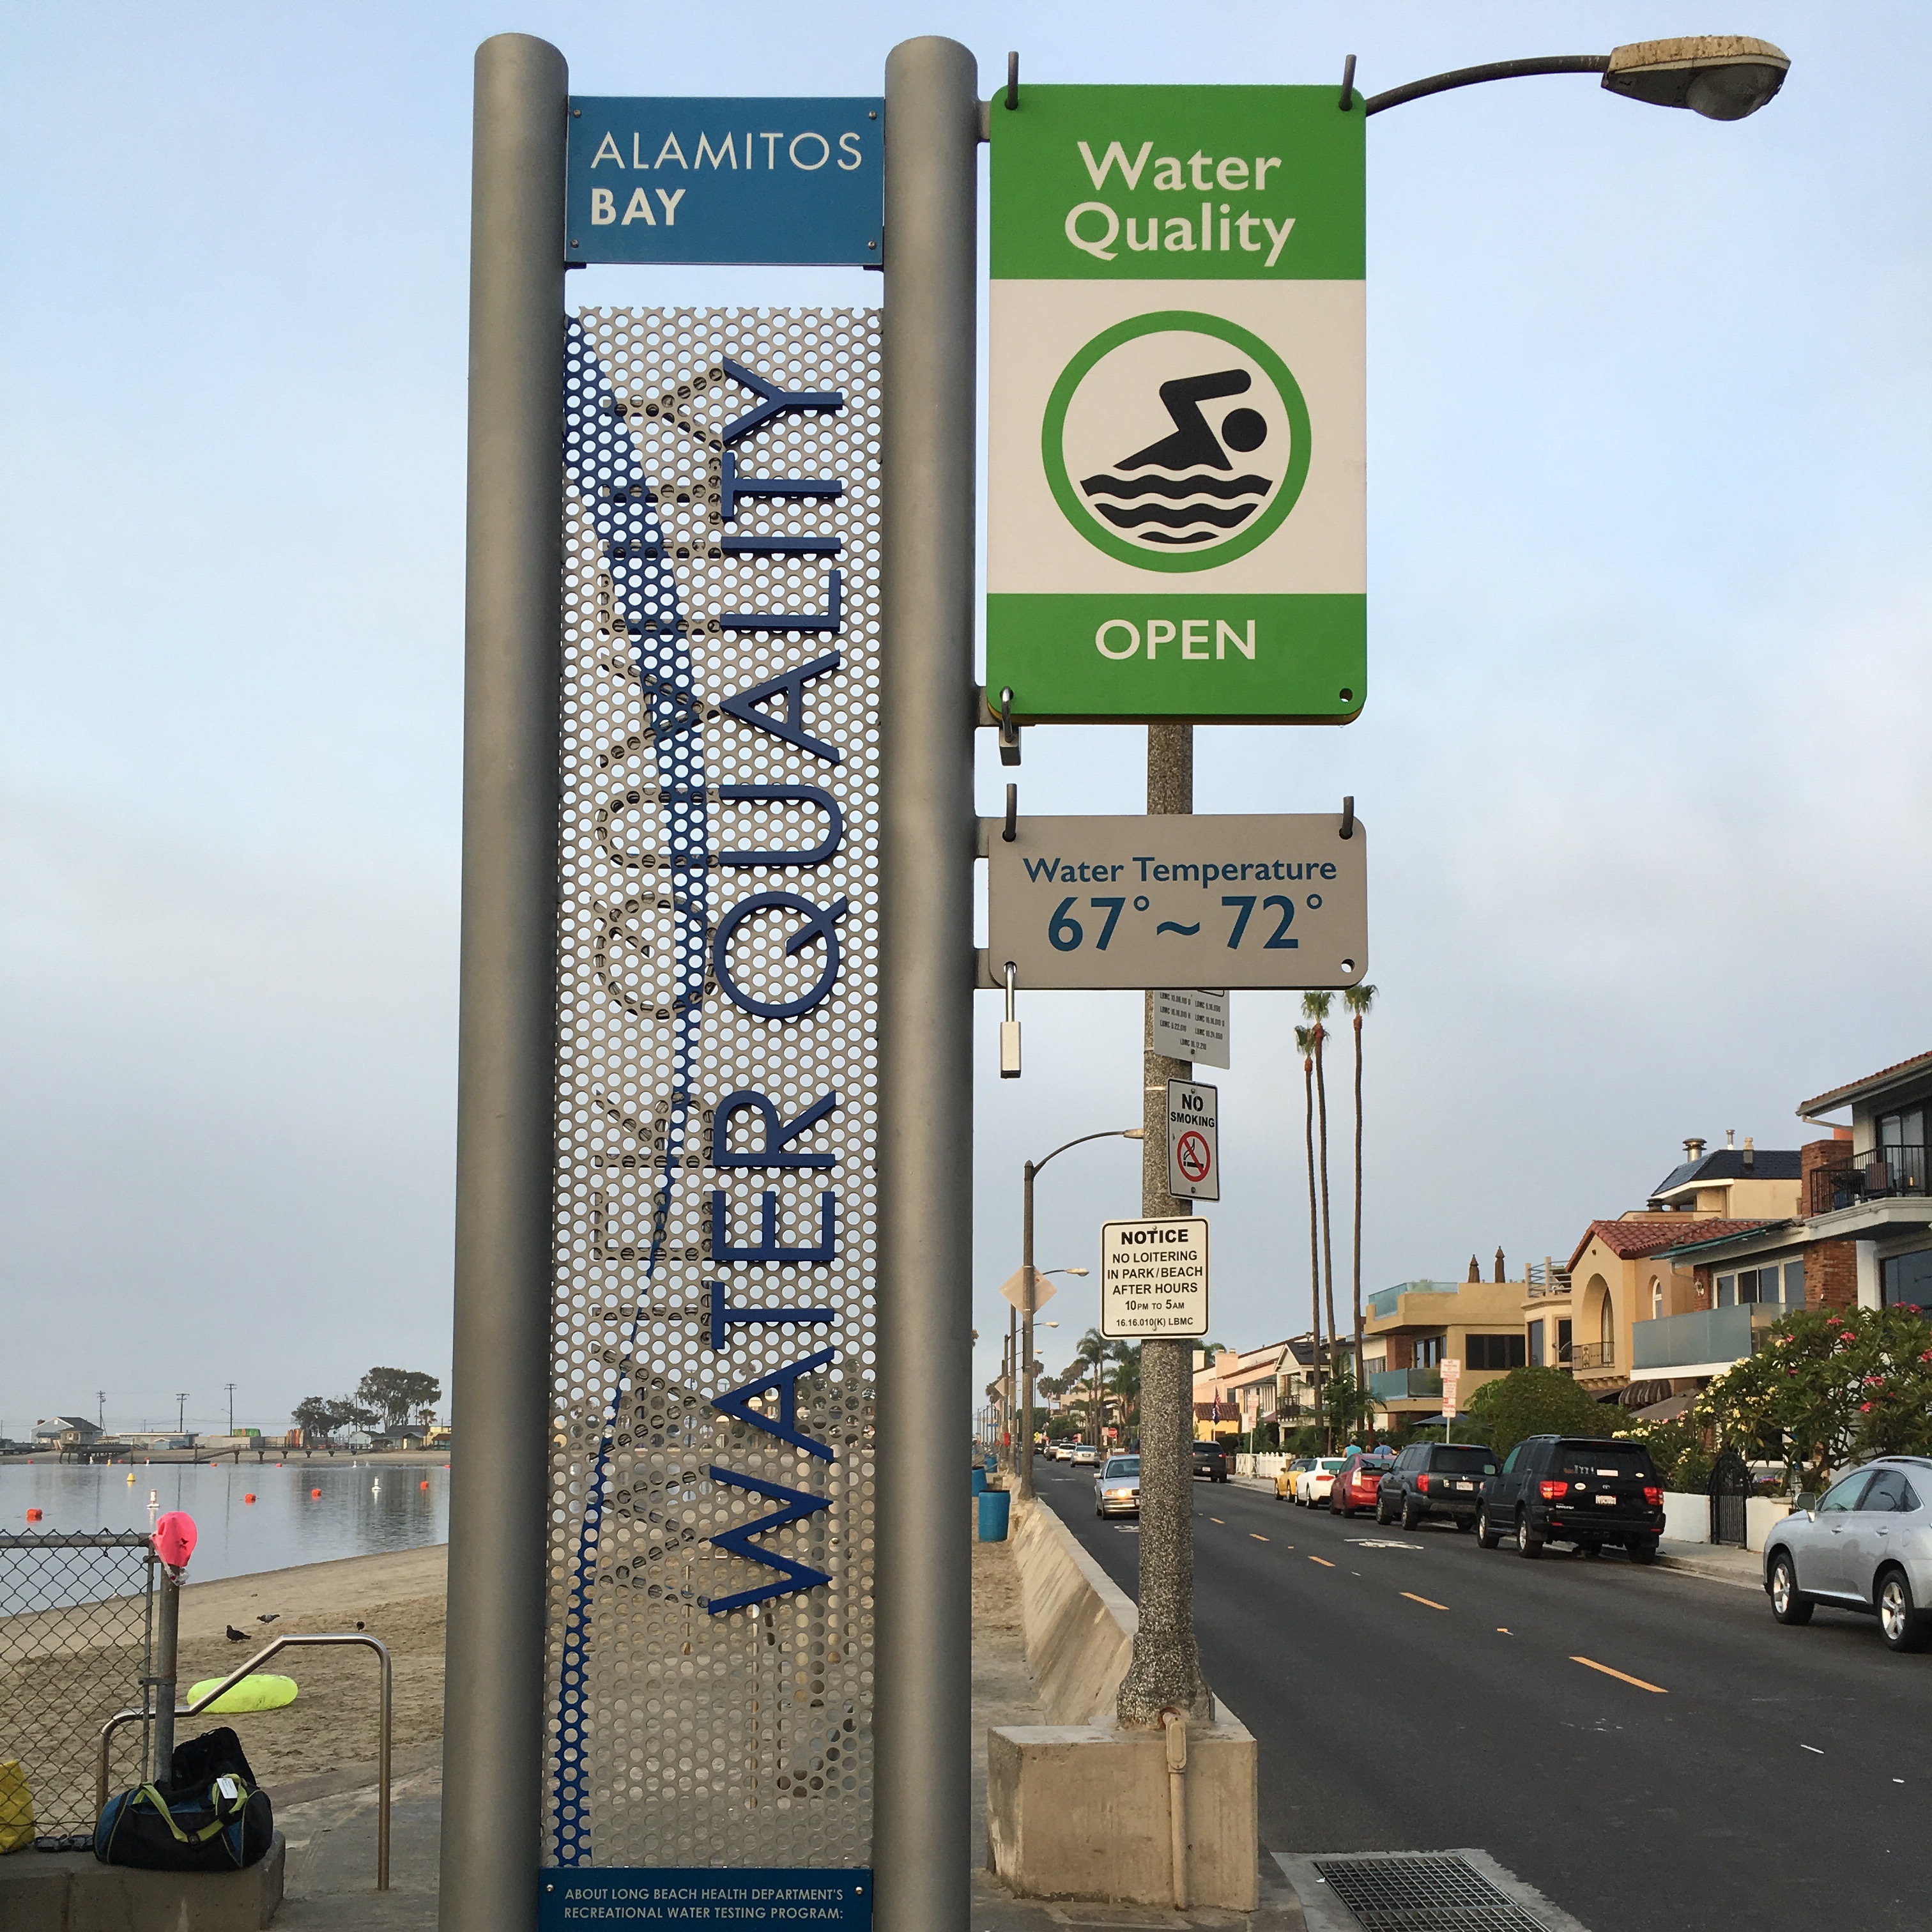 ALAMITOS
BAY
WATER QUALITY
ABOUT LONG BEACH HEALTH DEPARTMENT'S
RECREATIONAL WATER TESTING PROGRAM:
Water
Quality
OPEN
Water Temperature
67°~ 72°
NO
SMOKING
NOTICE
NO LOITERING
IN PARK/BEACH
AFTER HOURS
10PM TO 5AM
16.16.010(K) LBMC